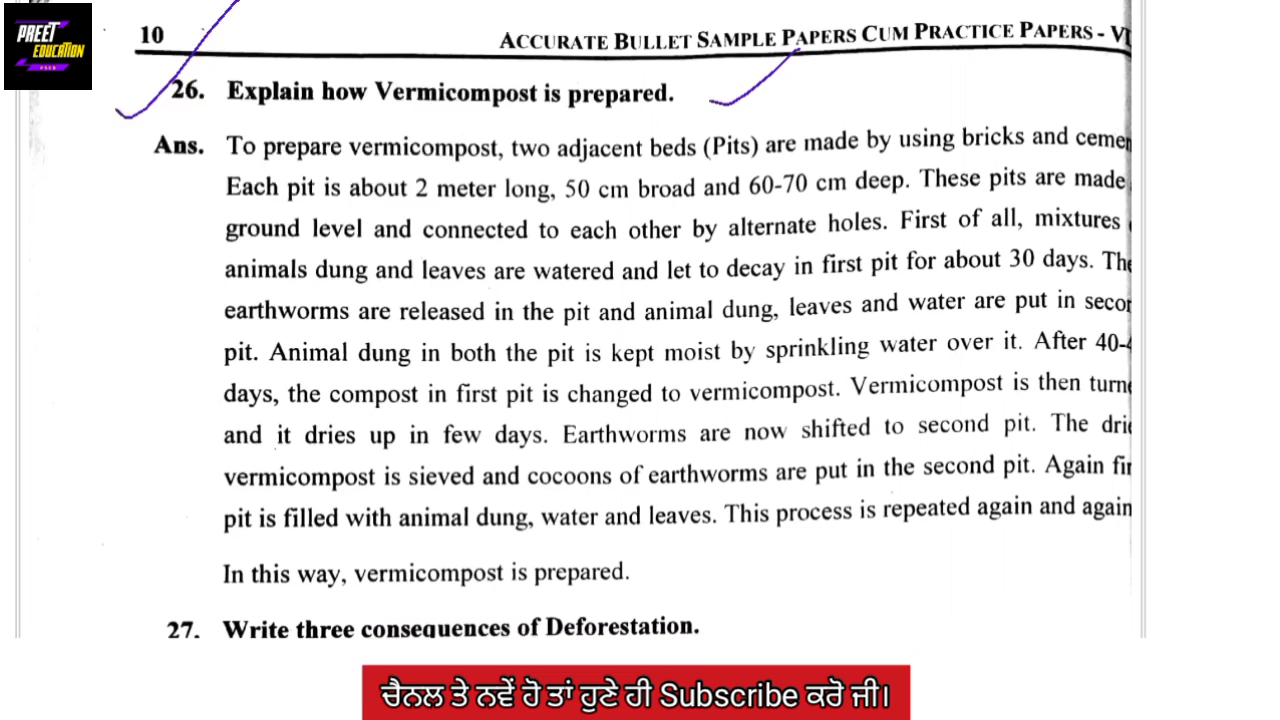 PREET
EDUCATION
10
ACCURATE BULLET SAMPLE PAPERS CUM PRACTICE PAPERS - VI
26. Explain how Vermicompost is prepared.
Ans. To prepare vermicompost, two adjacent beds (Pits) are made by using bricks and
Each pit is about 2 meter long, 50 cm broad and 60-70 cm deep. These pits are made
ground level and connected to each other by alternate holes. First of all, mixtures
animals dung and leaves are watered and let to decay in first pit for about 30 days.
earthworms are released in the pit and animal dung, leaves and water are put in
pit. Animal dung in both the pit is kept moist by sprinkling water over it. After
days, the compost in first pit is changed to vermicompost. Vermicompost is then
and it dries up in few days. Earthworms are now shifted to second pit. The
vermicompost is sieved and cocoons of earthworms are put in the second pit. Again
pit is filled with animal dung, water and leaves. This process is repeated again and again
In this way, vermicompost is prepared.
27. Write three consequences of Deforestation.
ਚੈਨਲ ਤੇ ਨਵੇਂ ਹੋ ਤਾਂ ਹੁਣੇ ਹੀ Subscribe ਕਰੋ ਜੀ।